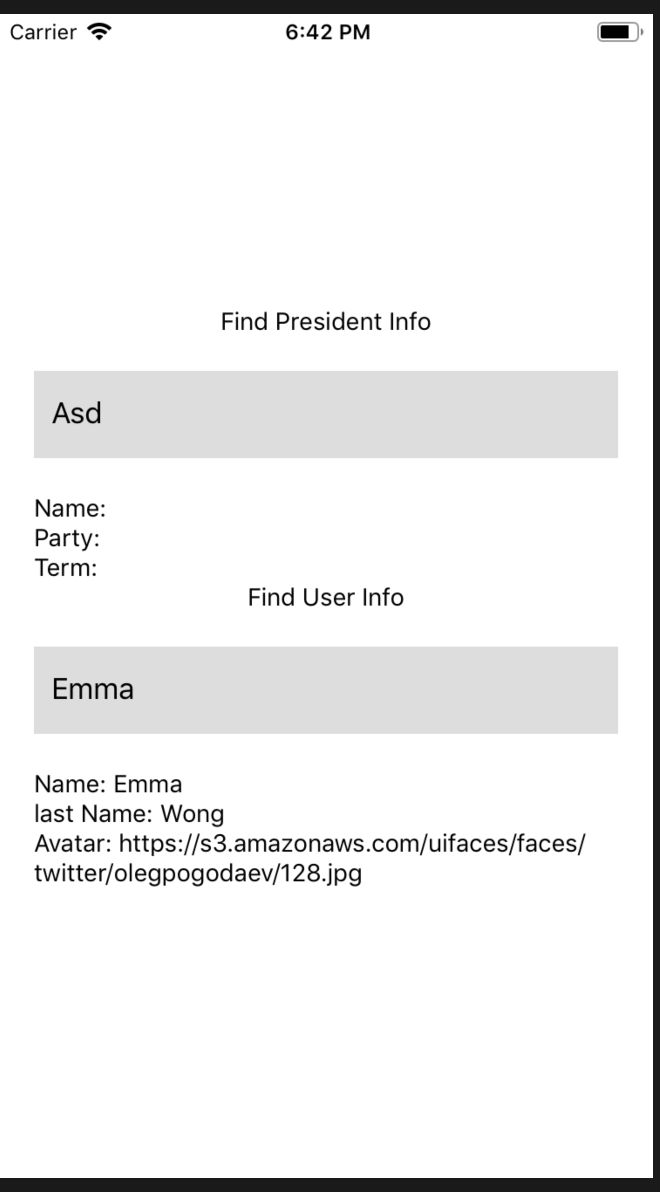 Carrier 6:42 PM
Find President Info
Asd
Name:
Party:
Term:
Find User Info
Emma
Name: Emma
last Name: Wong
Avatar: https://s3.amazonaws.com/uifaces/faces/
twitter/olegpogodaev/128.jpg